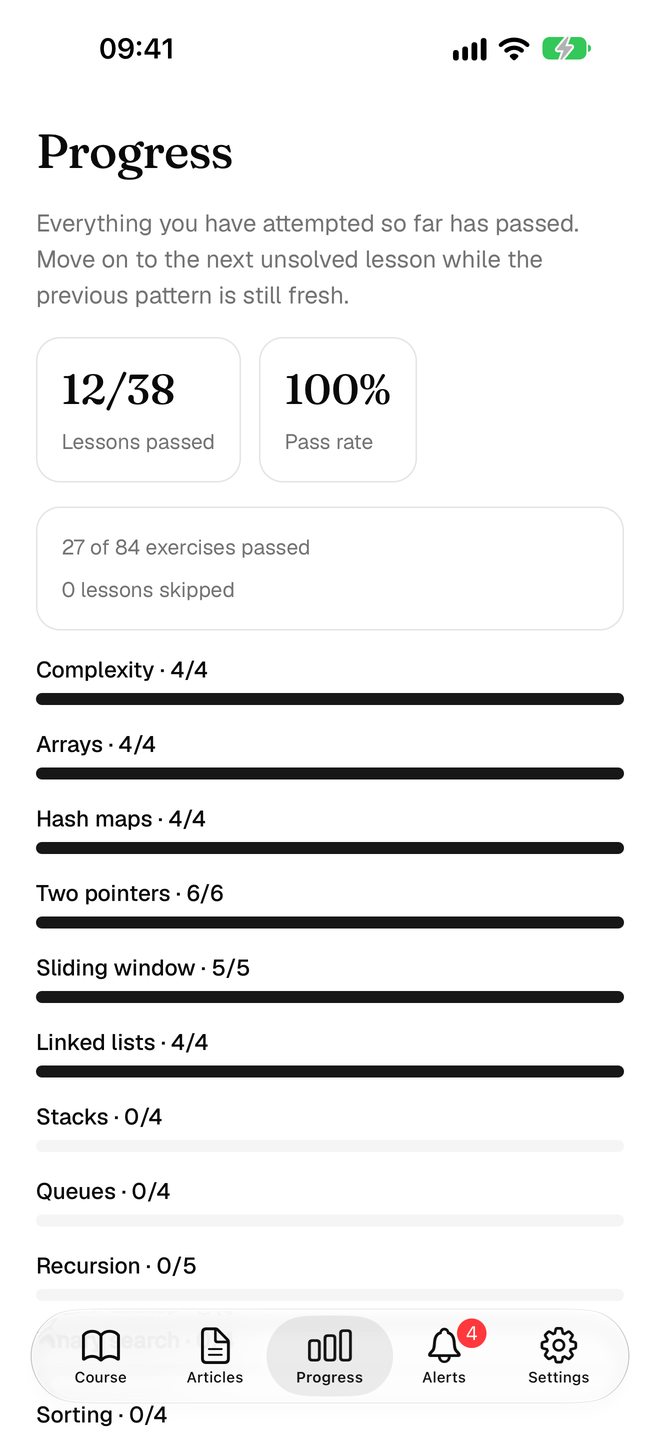 09:41
Progress
Everything you have attempted so far has passed.
Move on to the next unsolved lesson while the
previous pattern is still fresh.
12/38
Lessons passed
100%
Pass rate
27 of 84 exercises passed
0 lessons skipped
Complexity · 4/4
Arrays · 4/4
Hash maps · 4/4
Two pointers · 6/6
Sliding window · 5/5
Linked lists · 4/4
Stacks · 0/4
Queues · 0/4
Recursion · 0/5
4
Course
Articles
Progress
Alerts
Settings
Sorting · 0/4